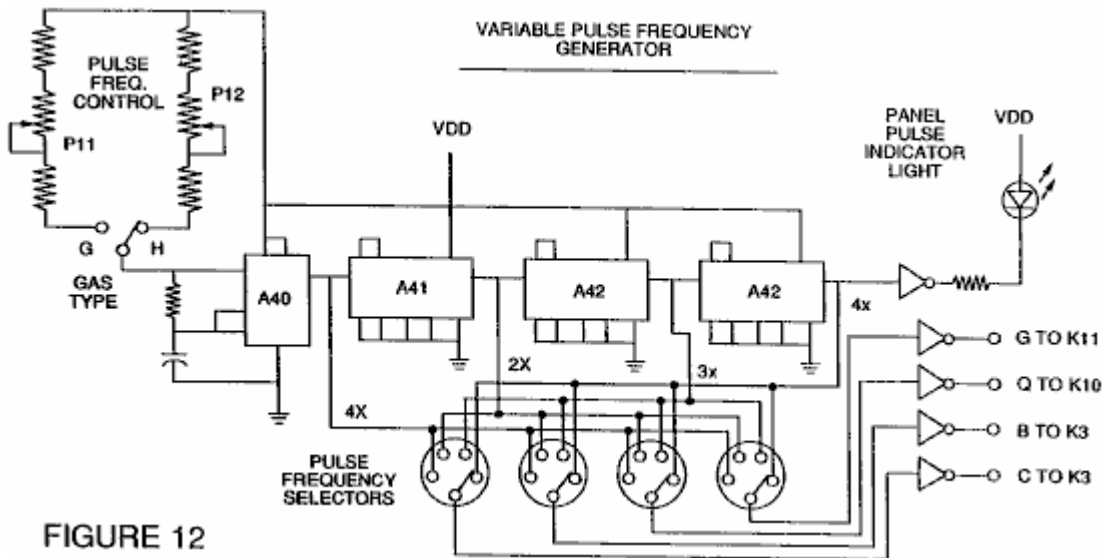 VARIABLE PULSE FREQUENCY
GENERATOR
PULSE
FREQ.
CONTROL
P12
P11
VDD
PANEL
PULSE
INDICATOR
LIGHT
VDD
G
H
GAS
TYPE
A40
A41
A42
A42
4x
2X
3x
4X
G TO K11
Q TO K10
B TO K3
C TO K3
PULSE
FREQUENCY
SELECTORS
FIGURE 12